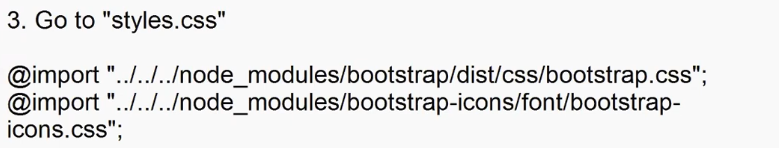 3. Go to "styles.css"
@import "../../../node_modules/bootstrap/dist/css/bootstrap.css";
@import "../../../node_modules/bootstrap-icons/font/bootstrap-
icons.css";